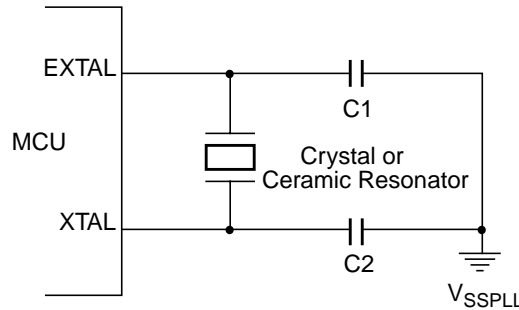 EXTAL
C1
MCU
Crystal or
Ceramic Resonator
XTAL
C2
VSSPLL